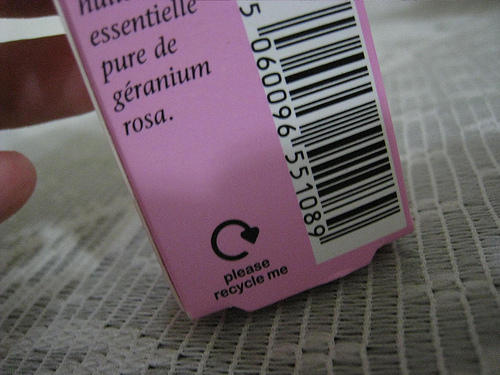 essentielle
pure de
géranium
rosa.
5 060096 551089
please
recycle me